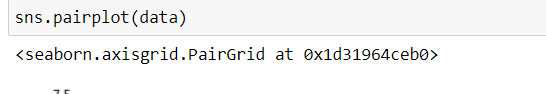 sns.pairplot(data)
<seaborn.axisgrid.PairGrid at 0x1d31964ceb0>